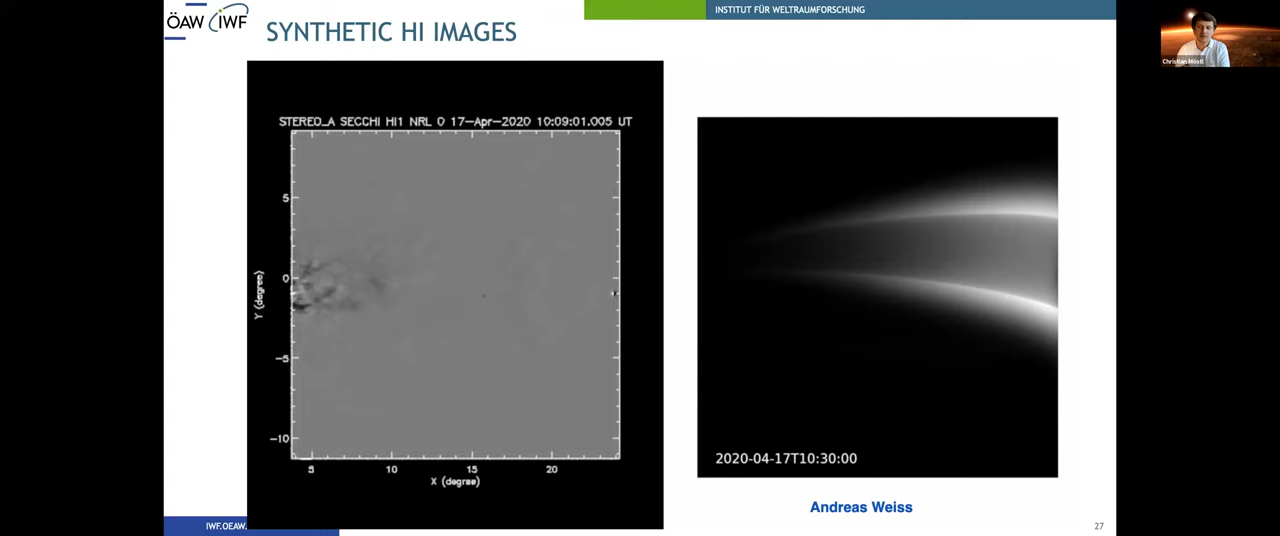 ÖAW IWF
INSTITUT FÜR WELTRAUMFORSCHUNG
SYNTHETIC HI IMAGES
Christian Möstl
STEREO_A SECCHI HI1 NRL 0 17-Apr-2020 10:09:01.005 UT
5
0
-5
-10
Y (degree)
5 10 15 20
X (degree)
2020-04-17T10:30:00
Andreas Weiss
IWF.OEAW.
27